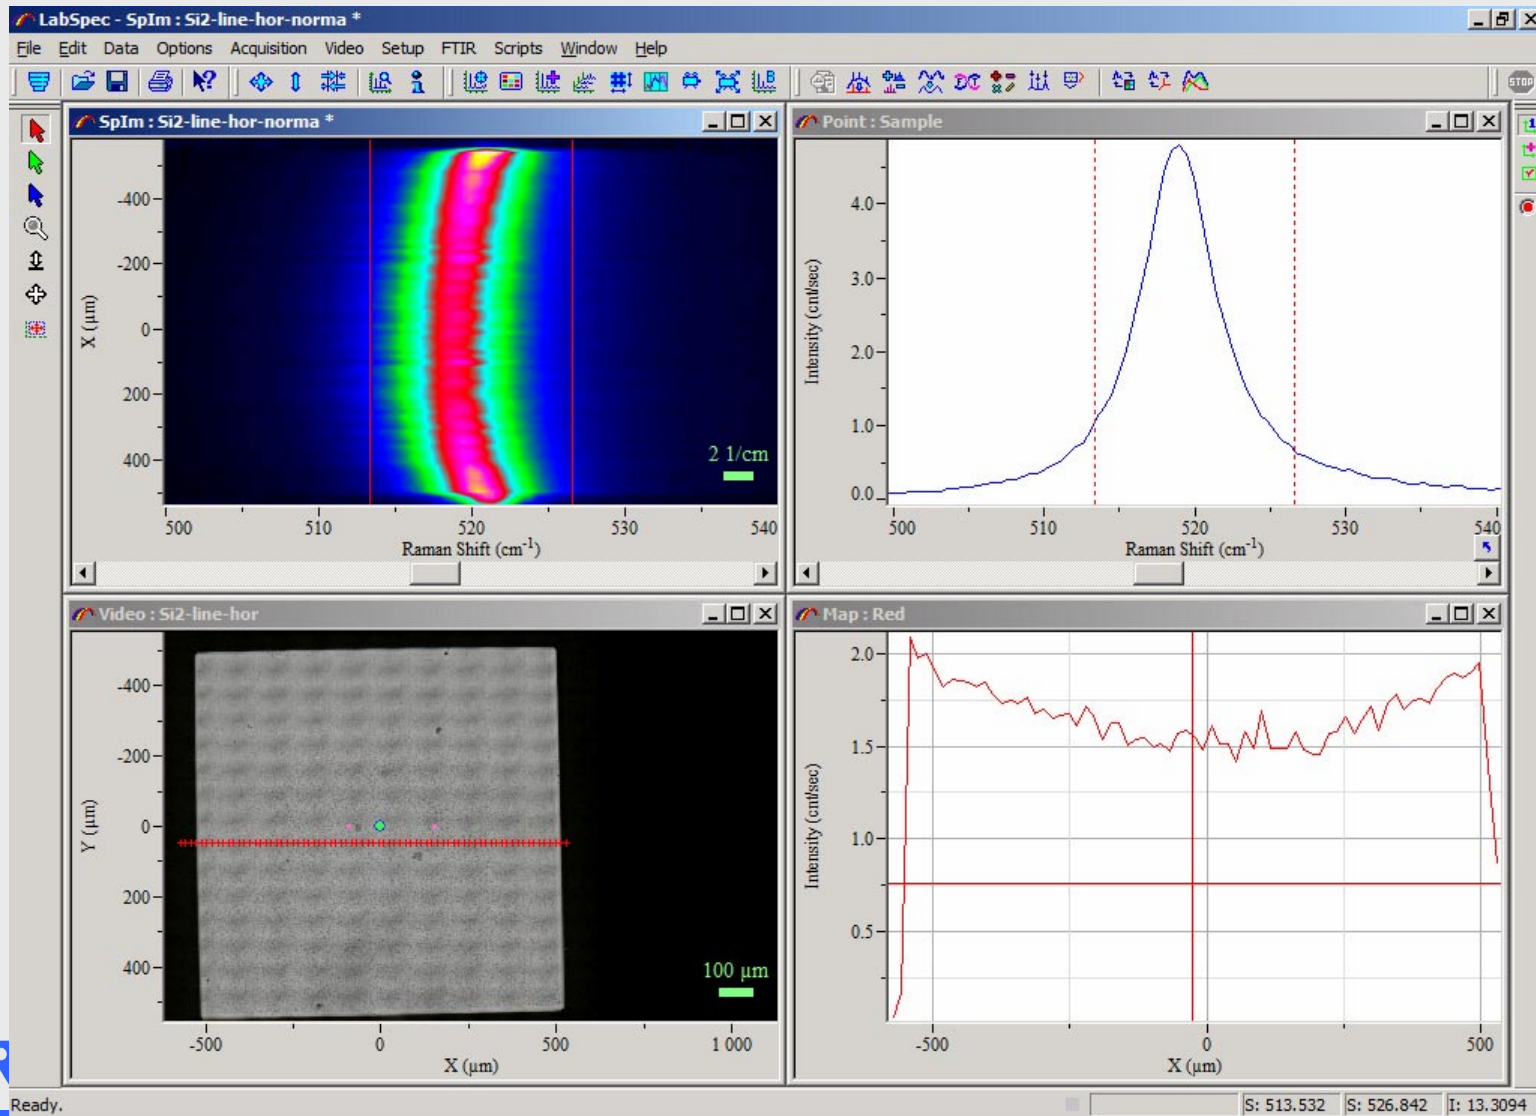 LabSpec - SpIm : Si2-line-hor-norma *
File Edit Data Options Acquisition Video Setup FTIR Scripts Window Help
STOP
SpIm : Si2-line-hor-norma *
X (µm)
-400
-200
0
200
400
2 1/cm
500 510 520 530 540
Raman Shift (cm⁻¹)
Point : Sample
Intensity (cnt/sec)
4.0
3.0
2.0
1.0
0.0
500 510 520 530 540
Raman Shift (cm⁻¹)
Video : Si2-line-hor
Y (µm)
-400
-200
0
200
400
100 µm
-500 0 500 1 000
X (µm)
Map : Red
Intensity (cnt/sec)
2.0
1.5
1.0
0.5
-500 0 500
X (µm)
Ready.
S: 513.532 S: 526.842 I: 13.3094